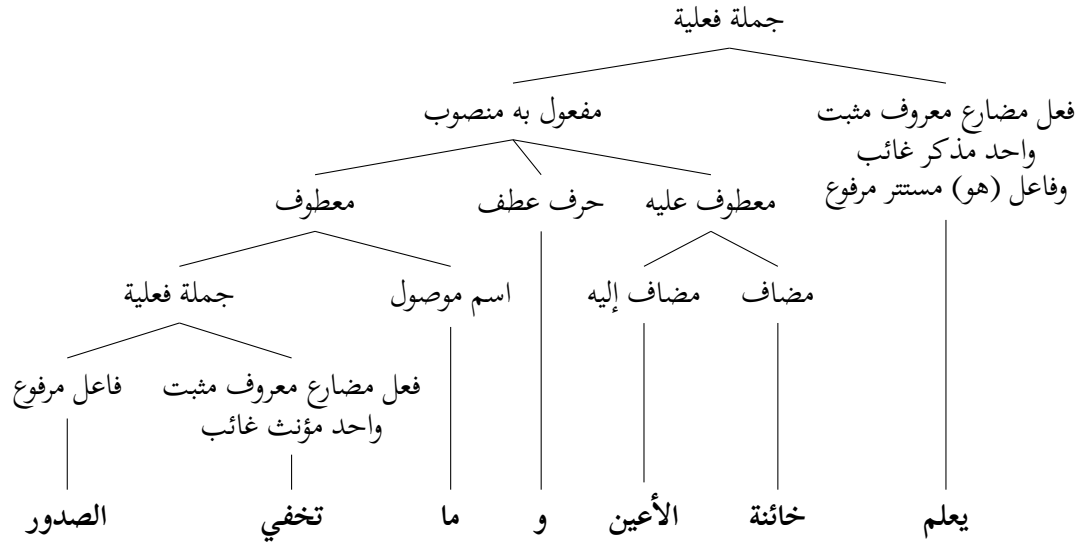 جملة فعلية
فعل مضارع معروف مثبت
واحد مذكر غائب
وفاعل (هو) مستتر مرفوع
مفعول به منصوب
معطوف عليه
حرف عطف
معطوف
مضاف
مضاف إليه
اسم موصول
جملة فعلية
فعل مضارع معروف مثبت
واحد مؤنث غائب
فاعل مرفوع
يعلم خائنة الأعين و ما تخفي الصدور